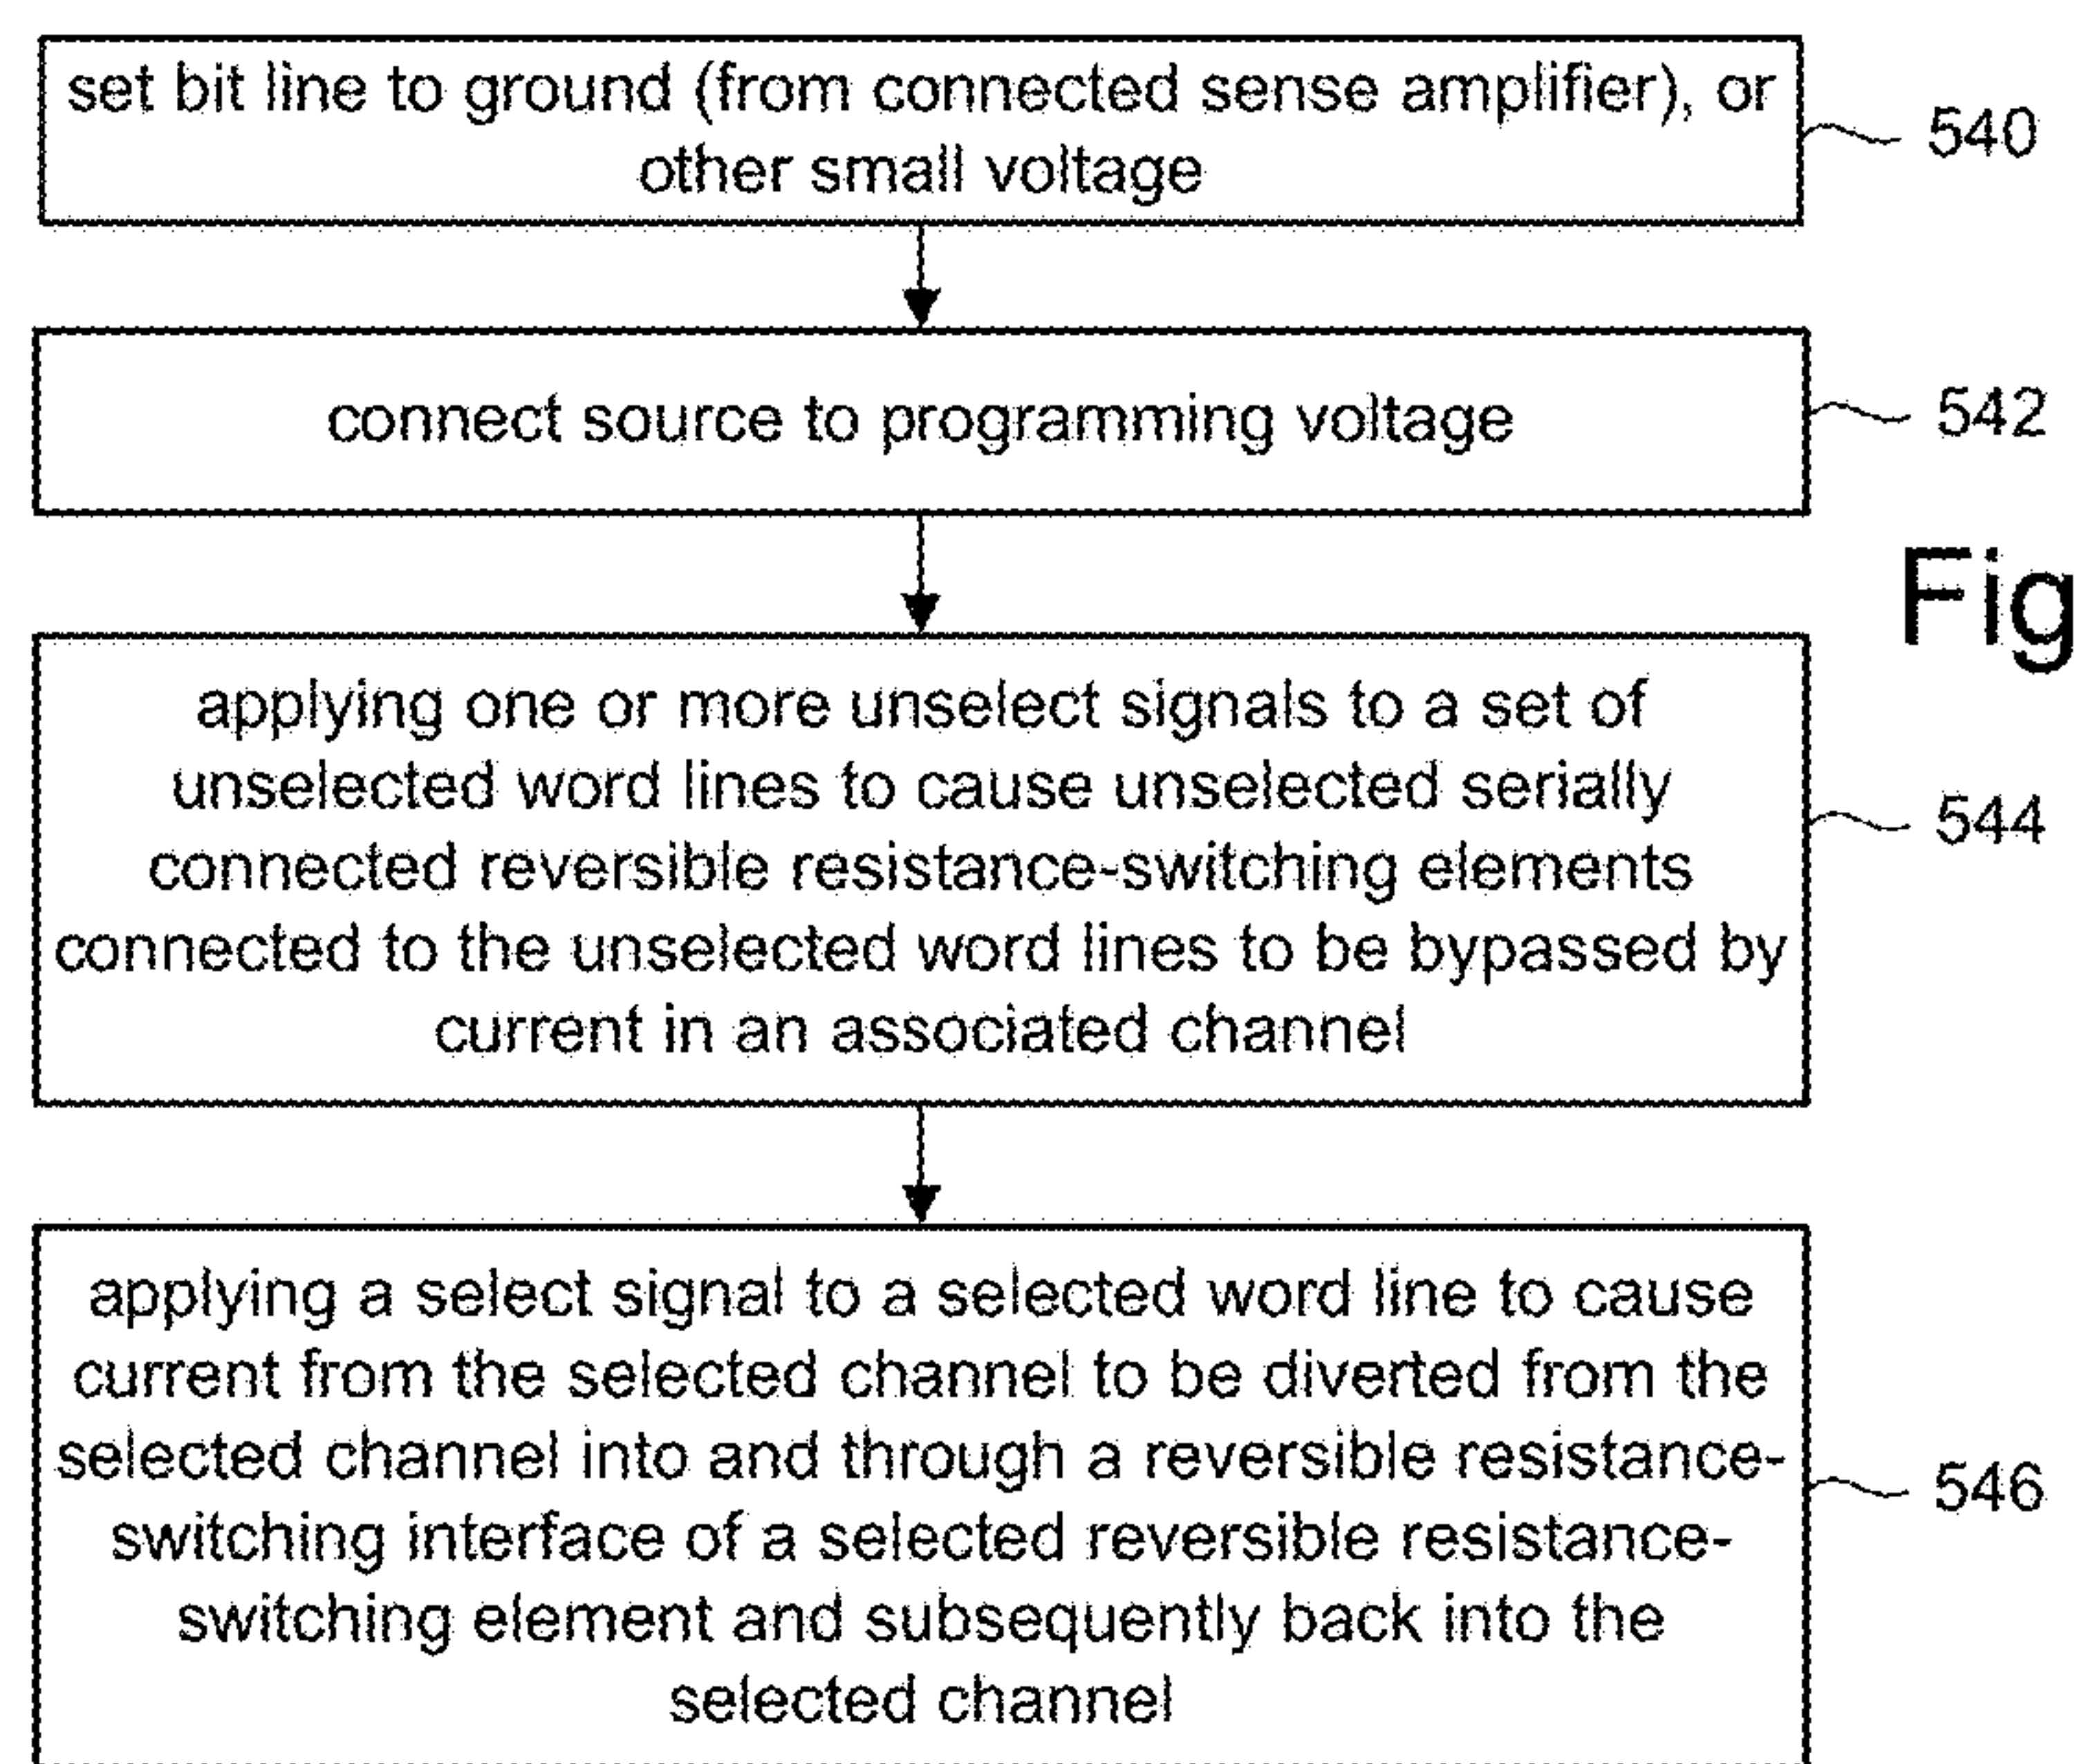 set bit line to ground (from connected sense amplifier), or
other small voltage
540
connect source to programming voltage
542
Fig
applying one or more unselect signals to a set of
unselected word lines to cause unselected serially
connected reversible resistance-switching elements
connected to the unselected word lines to be bypassed by
current in an associated channel
544
applying a select signal to a selected word line to cause
current from the selected channel to be diverted from the
selected channel into and through a reversible resistance-
switching interface of a selected reversible resistance-
switching element and subsequently back into the
selected channel
546